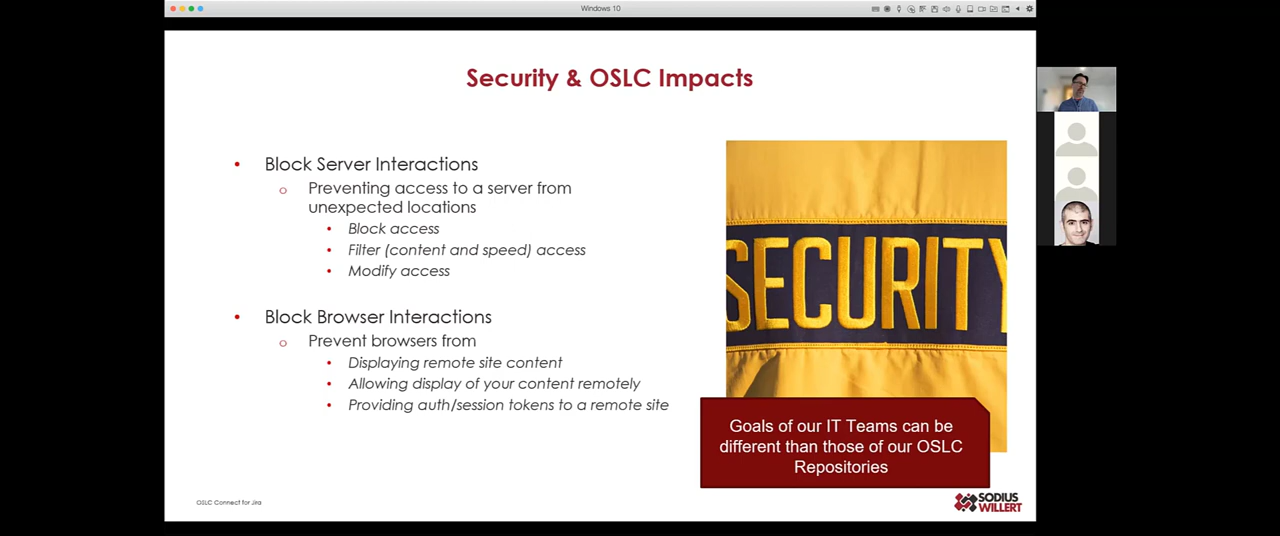 Windows 10
Security & OSLC Impacts
Block Server Interactions
Preventing access to a server from
unexpected locations
Block access
Filter (content and speed) access
Modify access
Block Browser Interactions
Prevent browsers from
Displaying remote site content
Allowing display of your content remotely
Providing auth/session tokens to a remote site
SECURITY
Goals of our IT Teams can be
different than those of our OSLC
Repositories
OSLC Connect for Jira
SODIUS
WILLERT